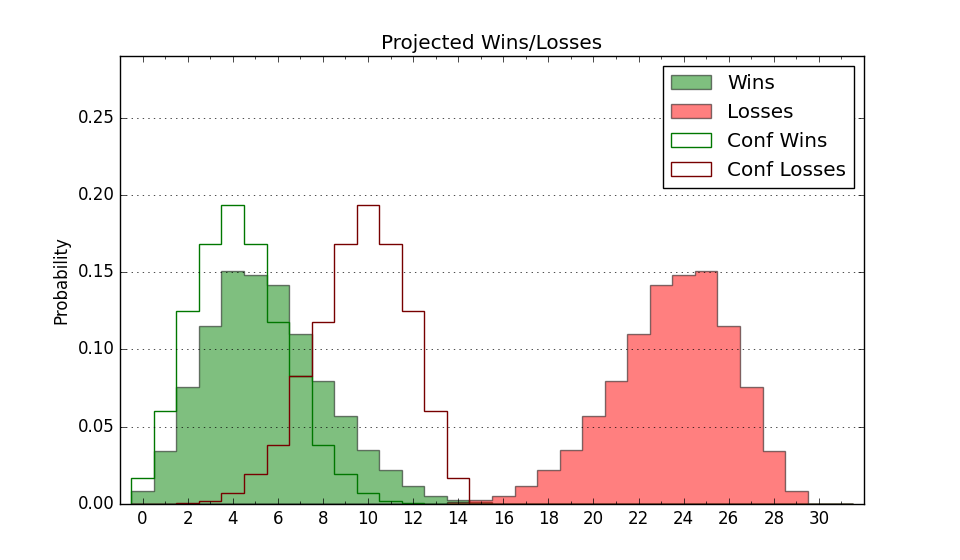 Projected Wins/Losses
Wins
Losses
Conf Wins
Conf Losses
Probability
0.25
0.20
0.15
0.10
0.05
0.00
0 2 4 6 8 10 12 14 16 18 20 22 24 26 28 30